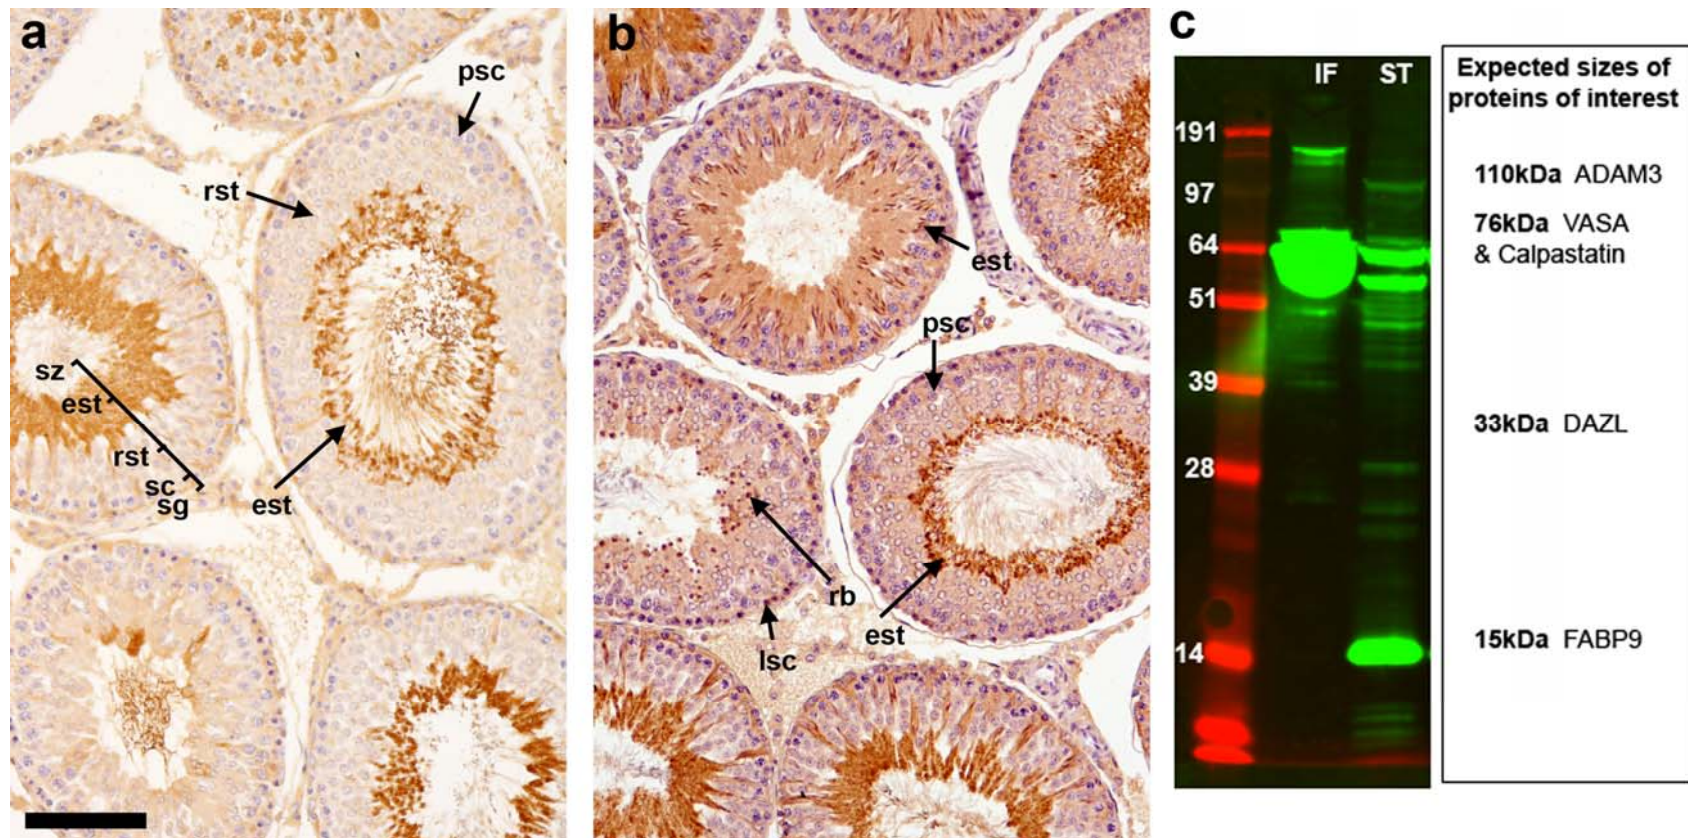 a
psc
rst
sz
est
rst
sc
sg
est
b
est
psc
rb
est
lsc
c
IF ST
191
97
64
51
39
28
14
Expected sizes of
proteins of interest
110kDa ADAM3
76kDa VASA
& Calpastatin
33kDa DAZL
15kDa FABP9